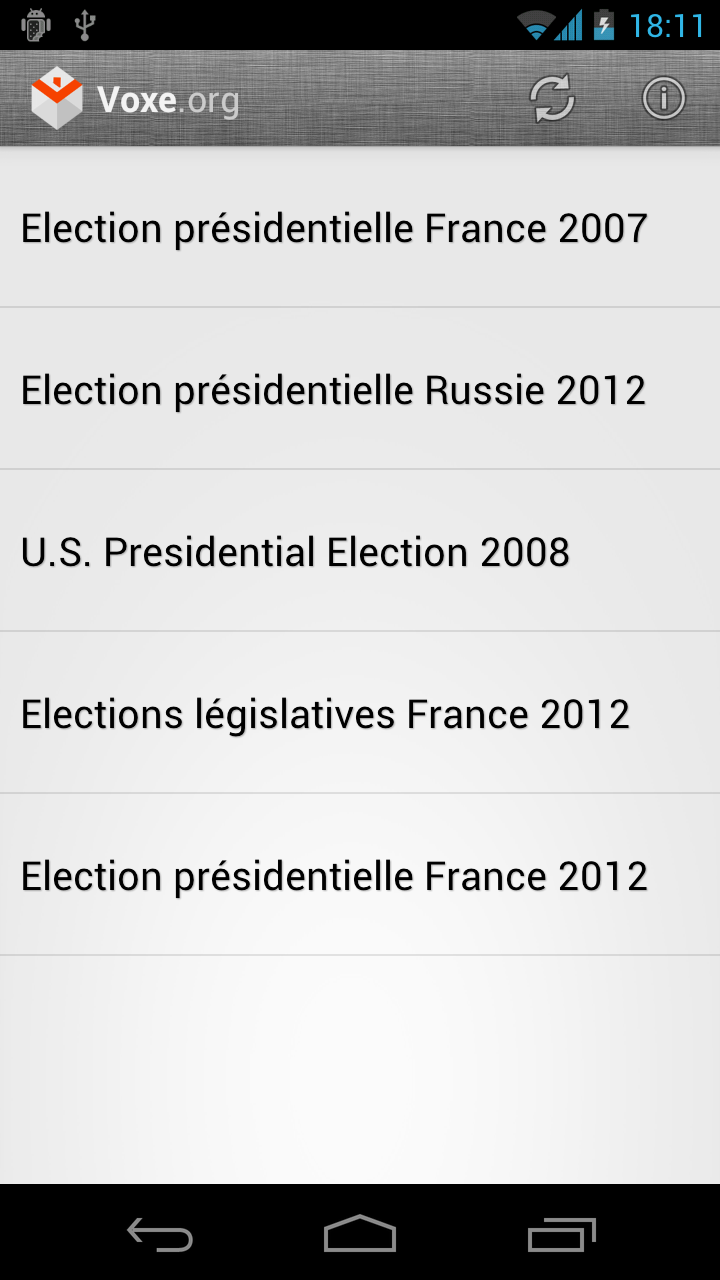 18:11
Voxe.org
Election présidentielle France 2007
Election présidentielle Russie 2012
U.S. Presidential Election 2008
Elections législatives France 2012
Election présidentielle France 2012